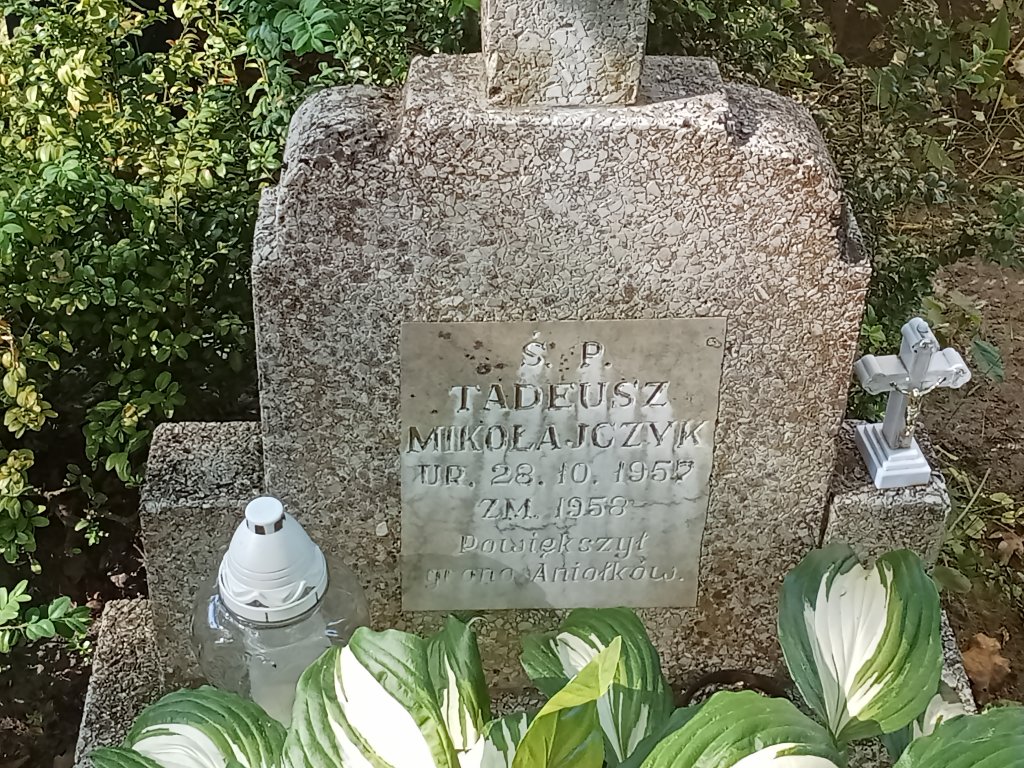 Ś. P.
TADEUSZ
MIKOŁAJCZYK
UR. 28. 10. 1957
ZM. 1958
Powiększył
grono Aniołków.